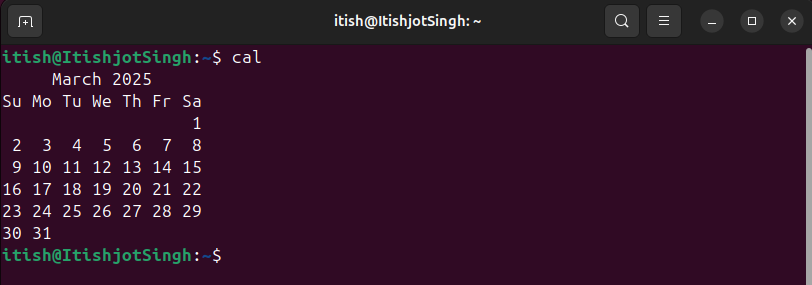 itish@ItishjotSingh: ~
itish@ItishjotSingh:~$ cal
     March 2025
Su Mo Tu We Th Fr Sa
                   1
 2  3  4  5  6  7  8
 9 10 11 12 13 14 15
16 17 18 19 20 21 22
23 24 25 26 27 28 29
30 31
itish@ItishjotSingh:~$